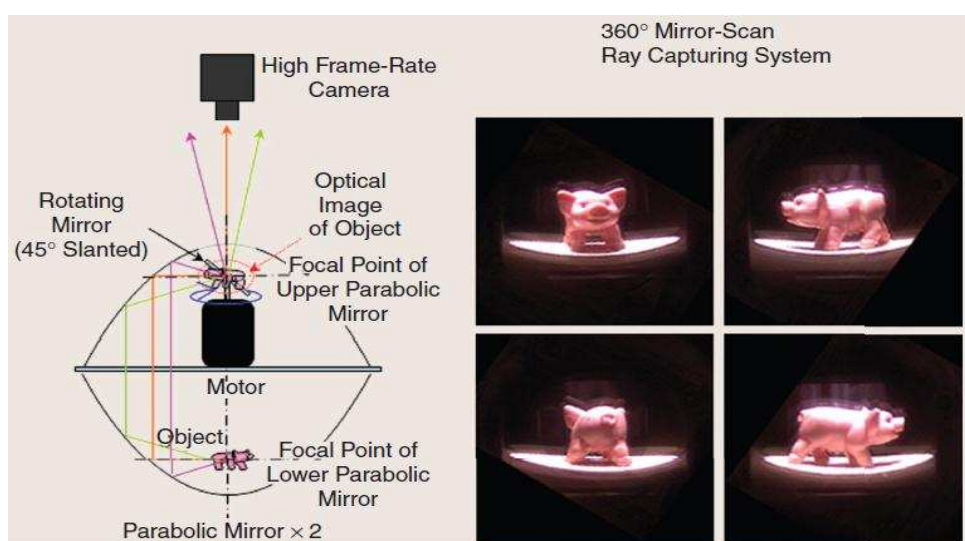 360° Mirror-Scan
Ray Capturing System
High Frame-Rate
Camera
Rotating
Mirror
(45° Slanted)
Optical
Image
of Object
Focal Point of
Upper Parabolic
Mirror
Motor
Object
Focal Point of
Lower Parabolic
Mirror
Parabolic Mirror × 2